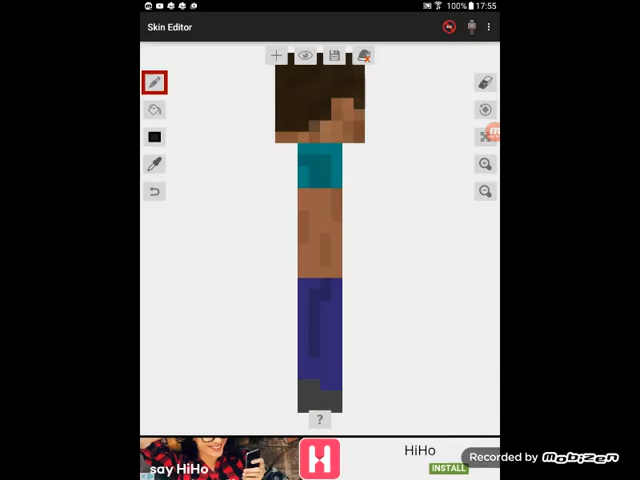 100% 17:55
Skin Editor
?
say HiHo
H
HiHo
INSTALL
Recorded by MOBIZEN